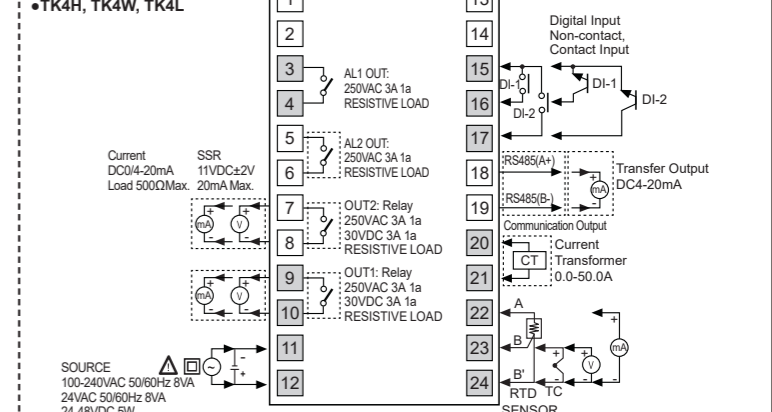 ●TK4H, TK4W, TK4L
1
13
2
14
3
15
4
16
5
17
6
18
7
19
8
20
9
21
10
22
11
23
12
24
AL1 OUT:
250VAC 3A 1a
RESISTIVE LOAD
AL2 OUT:
250VAC 3A 1a
RESISTIVE LOAD
Current
DC0/4-20mA
Load 500ΩMax.
SSR
11VDC±2V
20mA Max.
+
mA
-
+
V
-
OUT2: Relay
250VAC 3A 1a
30VDC 3A 1a
RESISTIVE LOAD
+
mA
-
+
V
-
OUT1: Relay
250VAC 3A 1a
30VDC 3A 1a
RESISTIVE LOAD
-
+
SOURCE
100-240VAC 50/60Hz 8VA
24VAC 50/60Hz 8VA
24-48VDC 5W
Digital Input
Non-contact,
Contact Input
DI-1
DI-2
DI-1
DI-2
RS485(A+)
RS485(B-)
Communication Output
+
mA
-
Transfer Output
DC4-20mA
CT
Current
Transformer
0.0-50.0A
A
B
B'
RTD
TC
+
-
+
V
-
+
mA
-
SENSOR